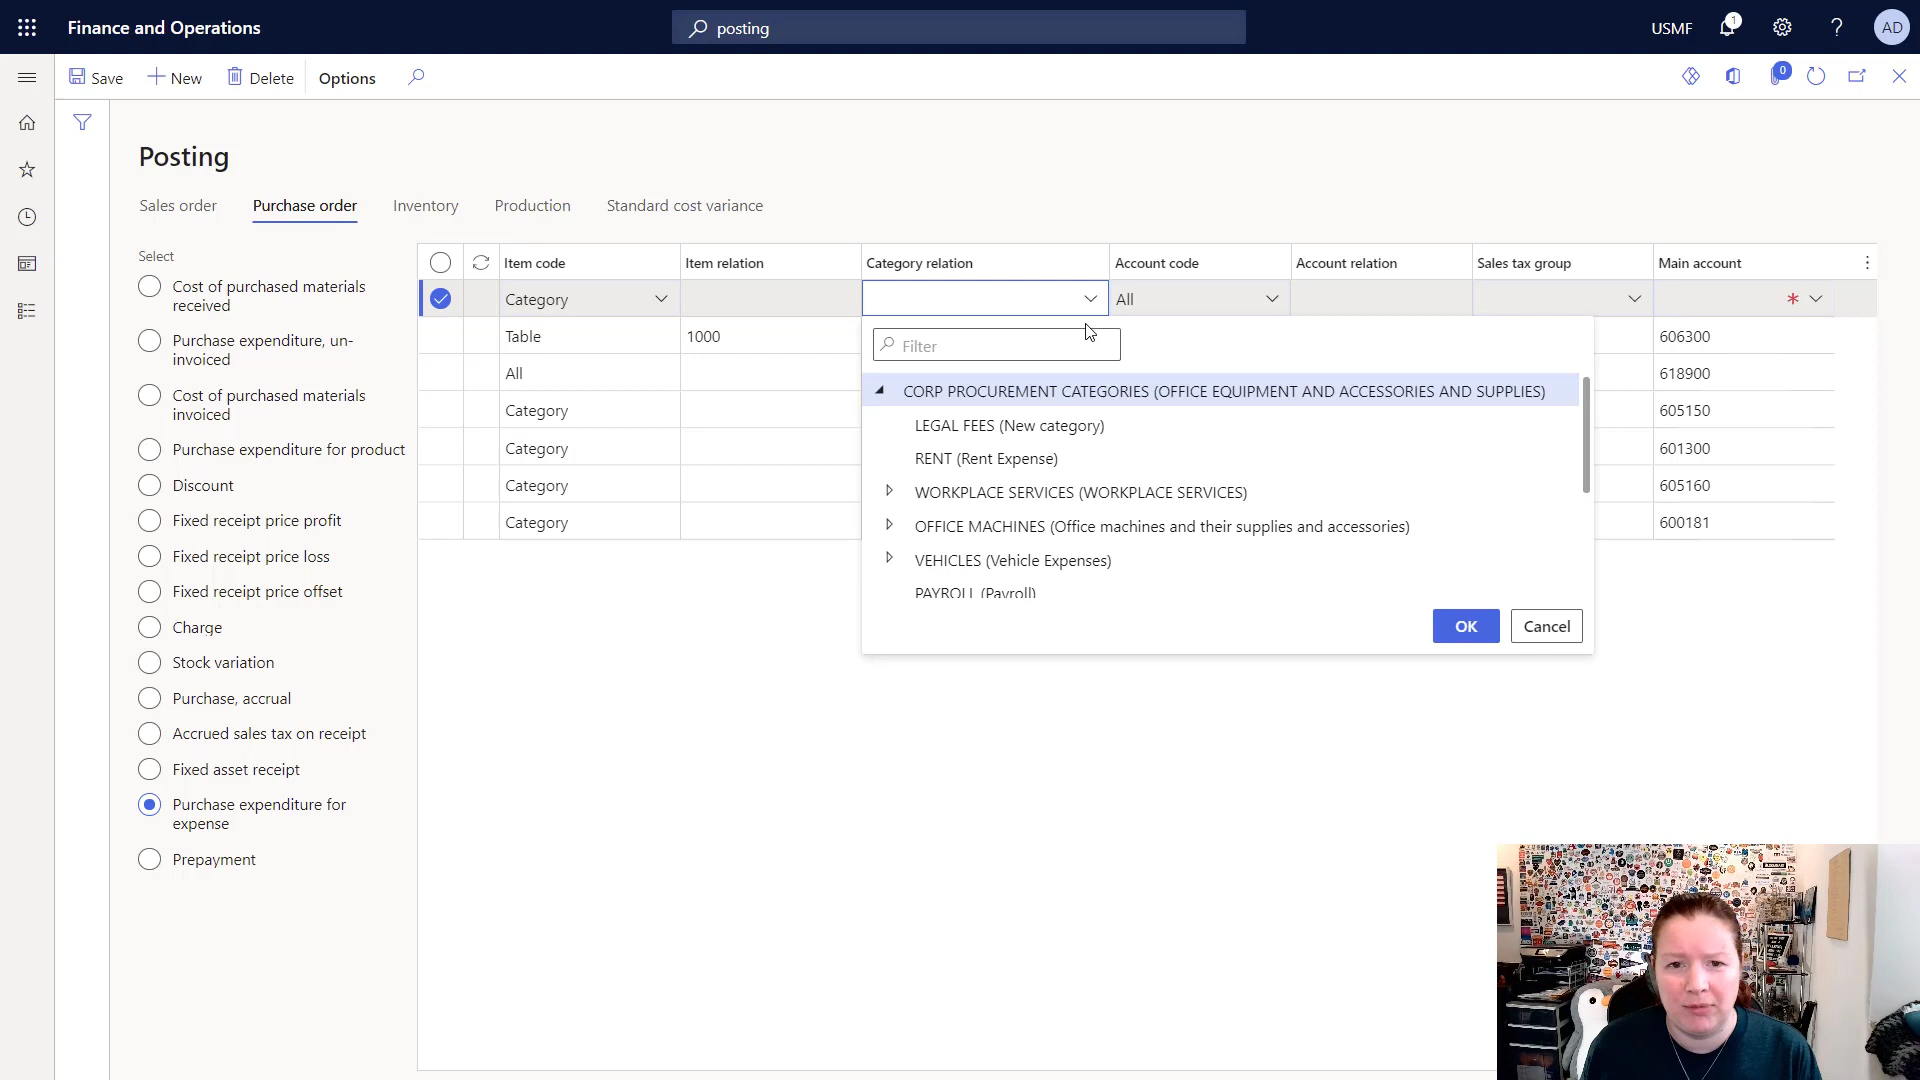 Finance and Operations
posting
USMF
1
AD
Save
New
Delete
Options
0
Posting
Sales order
Purchase order
Inventory
Production
Standard cost variance
Select
Cost of purchased materials
received
Purchase expenditure, un-
invoiced
Cost of purchased materials
invoiced
Purchase expenditure for product
Discount
Fixed receipt price profit
Fixed receipt price loss
Fixed receipt price offset
Charge
Stock variation
Purchase, accrual
Accrued sales tax on receipt
Fixed asset receipt
Purchase expenditure for
expense
Prepayment
Item code Item relation Category relation Account code Account relation Sales tax group Main account
Category All *
Table 1000 606300
All 618900
Category 605150
Category 601300
Category 605160
Category 600181
Filter
CORP PROCUREMENT CATEGORIES (OFFICE EQUIPMENT AND ACCESSORIES AND SUPPLIES)
LEGAL FEES (New category)
RENT (Rent Expense)
WORKPLACE SERVICES (WORKPLACE SERVICES)
OFFICE MACHINES (Office machines and their supplies and accessories)
VEHICLES (Vehicle Expenses)
PAYROLL (Payroll)
OK
Cancel